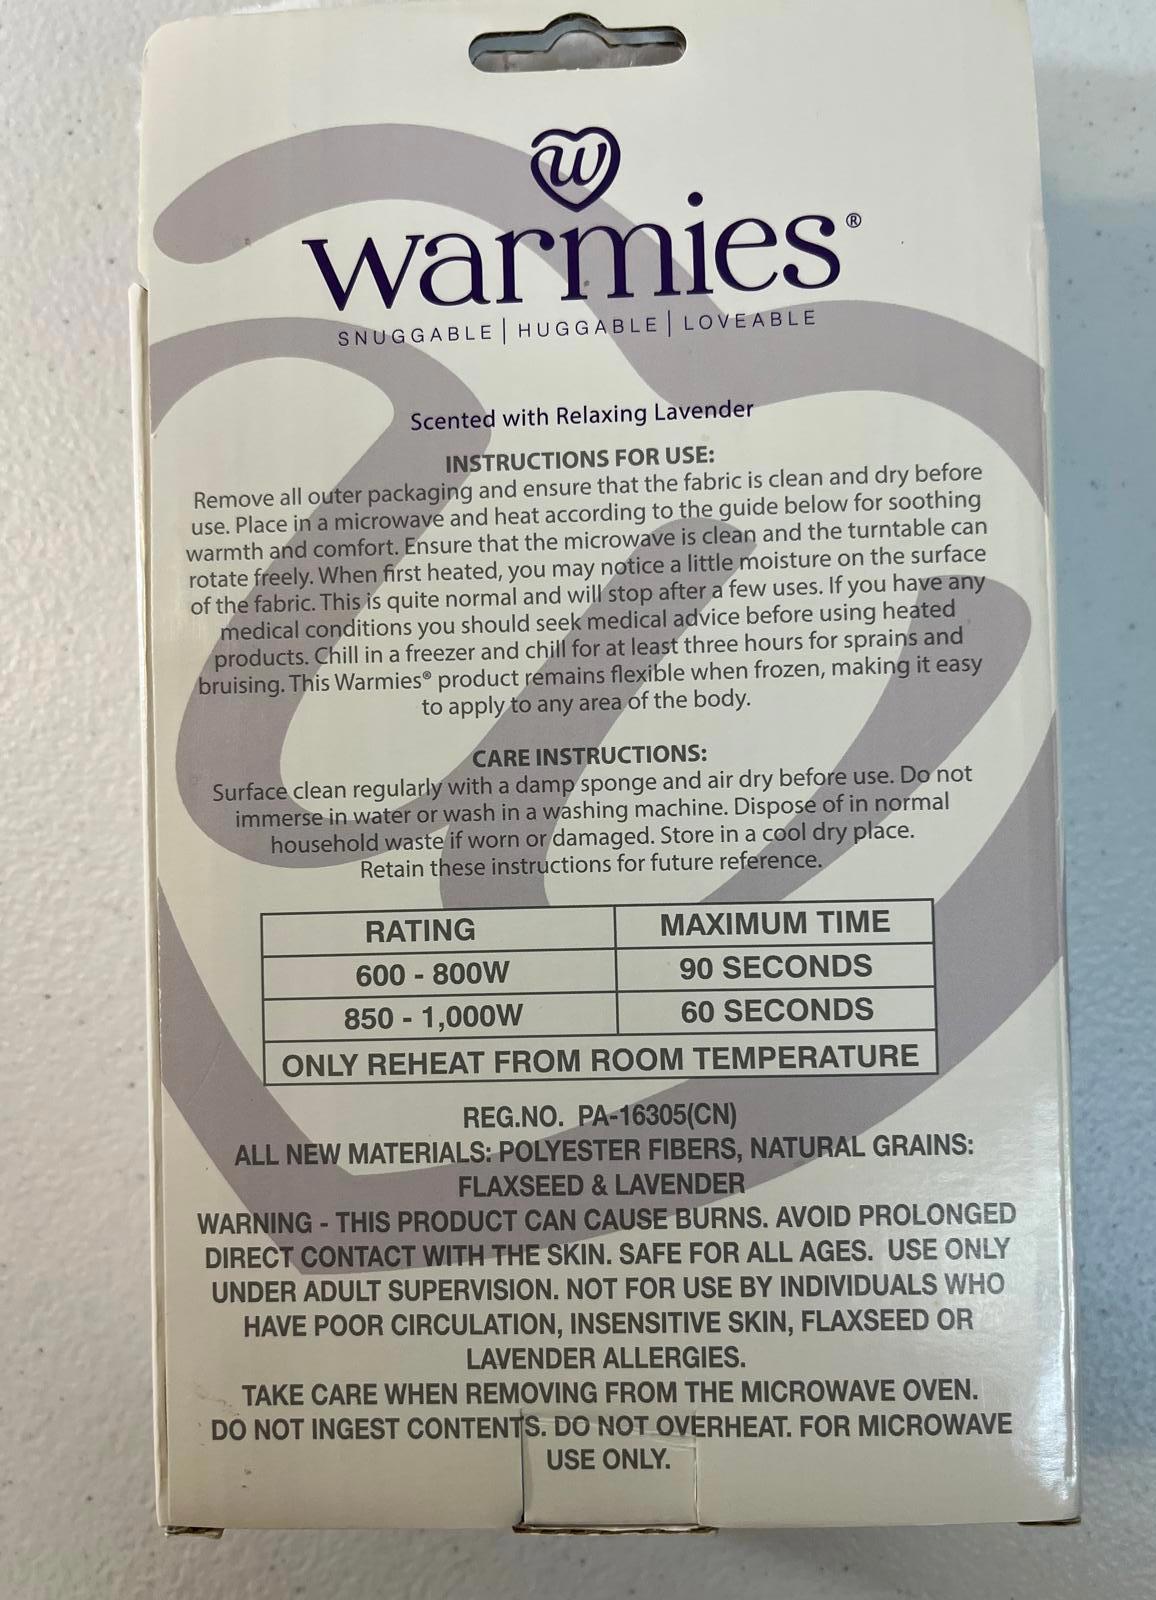 w
warmies®
SNUGGABLE | HUGGABLE | LOVEABLE
Scented with Relaxing Lavender
INSTRUCTIONS FOR USE:
Remove all outer packaging and ensure that the fabric is clean and dry before
use. Place in a microwave and heat according to the guide below for soothing
warmth and comfort. Ensure that the microwave is clean and the turntable can
rotate freely. When first heated, you may notice a little moisture on the surface
of the fabric. This is quite normal and will stop after a few uses. If you have any
medical conditions you should seek medical advice before using heated
products. Chill in a freezer and chill for at least three hours for sprains and
bruising. This Warmies® product remains flexible when frozen, making it easy
to apply to any area of the body.
CARE INSTRUCTIONS:
Surface clean regularly with a damp sponge and air dry before use. Do not
immerse in water or wash in a washing machine. Dispose of in normal
household waste if worn or damaged. Store in a cool dry place.
Retain these instructions for future reference.
RATING MAXIMUM TIME
600 - 800W 90 SECONDS
850 - 1,000W 60 SECONDS
ONLY REHEAT FROM ROOM TEMPERATURE
REG.NO. PA-16305(CN)
ALL NEW MATERIALS: POLYESTER FIBERS, NATURAL GRAINS:
FLAXSEED & LAVENDER
WARNING - THIS PRODUCT CAN CAUSE BURNS. AVOID PROLONGED
DIRECT CONTACT WITH THE SKIN. SAFE FOR ALL AGES. USE ONLY
UNDER ADULT SUPERVISION. NOT FOR USE BY INDIVIDUALS WHO
HAVE POOR CIRCULATION, INSENSITIVE SKIN, FLAXSEED OR
LAVENDER ALLERGIES.
TAKE CARE WHEN REMOVING FROM THE MICROWAVE OVEN.
DO NOT INGEST CONTENTS. DO NOT OVERHEAT. FOR MICROWAVE
USE ONLY.